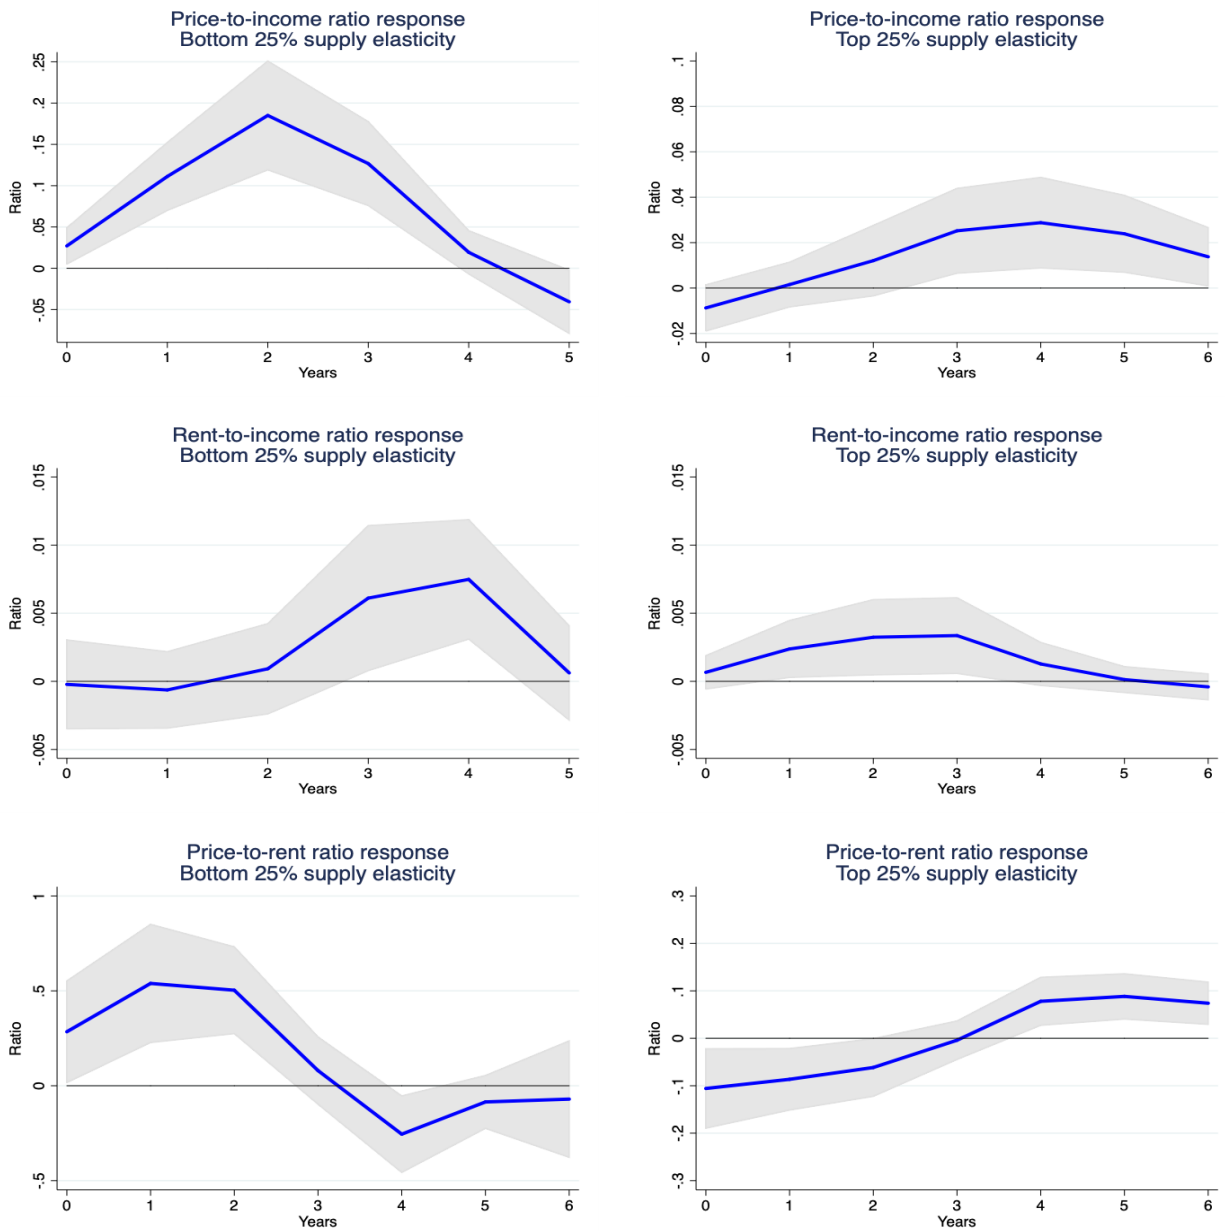 Price-to-income ratio response
Bottom 25% supply elasticity
Ratio
.25
.2
.15
.1
.05
0
-.05
0 1 2 3 4 5
Years
Price-to-income ratio response
Top 25% supply elasticity
Ratio
.1
.08
.06
.04
.02
0
-.02
0 1 2 3 4 5 6
Years
Rent-to-income ratio response
Bottom 25% supply elasticity
Ratio
.015
.01
.005
0
-.005
0 1 2 3 4 5
Years
Rent-to-income ratio response
Top 25% supply elasticity
Ratio
.015
.01
.005
0
-.005
0 1 2 3 4 5 6
Years
Price-to-rent ratio response
Bottom 25% supply elasticity
Ratio
1
.5
0
-.5
0 1 2 3 4 5 6
Years
Price-to-rent ratio response
Top 25% supply elasticity
Ratio
.3
.2
.1
0
-.1
-.2
-.3
0 1 2 3 4 5 6
Years